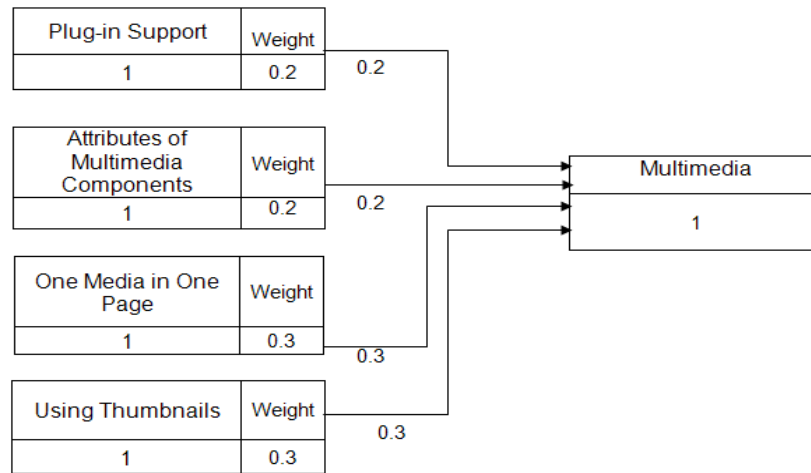 Plug-in Support
Weight
1
0.2
0.2
Attributes of
Multimedia
Components
Weight
1
0.2
0.2
One Media in One
Page
Weight
1
0.3
0.3
Using Thumbnails
Weight
1
0.3
0.3
Multimedia
1